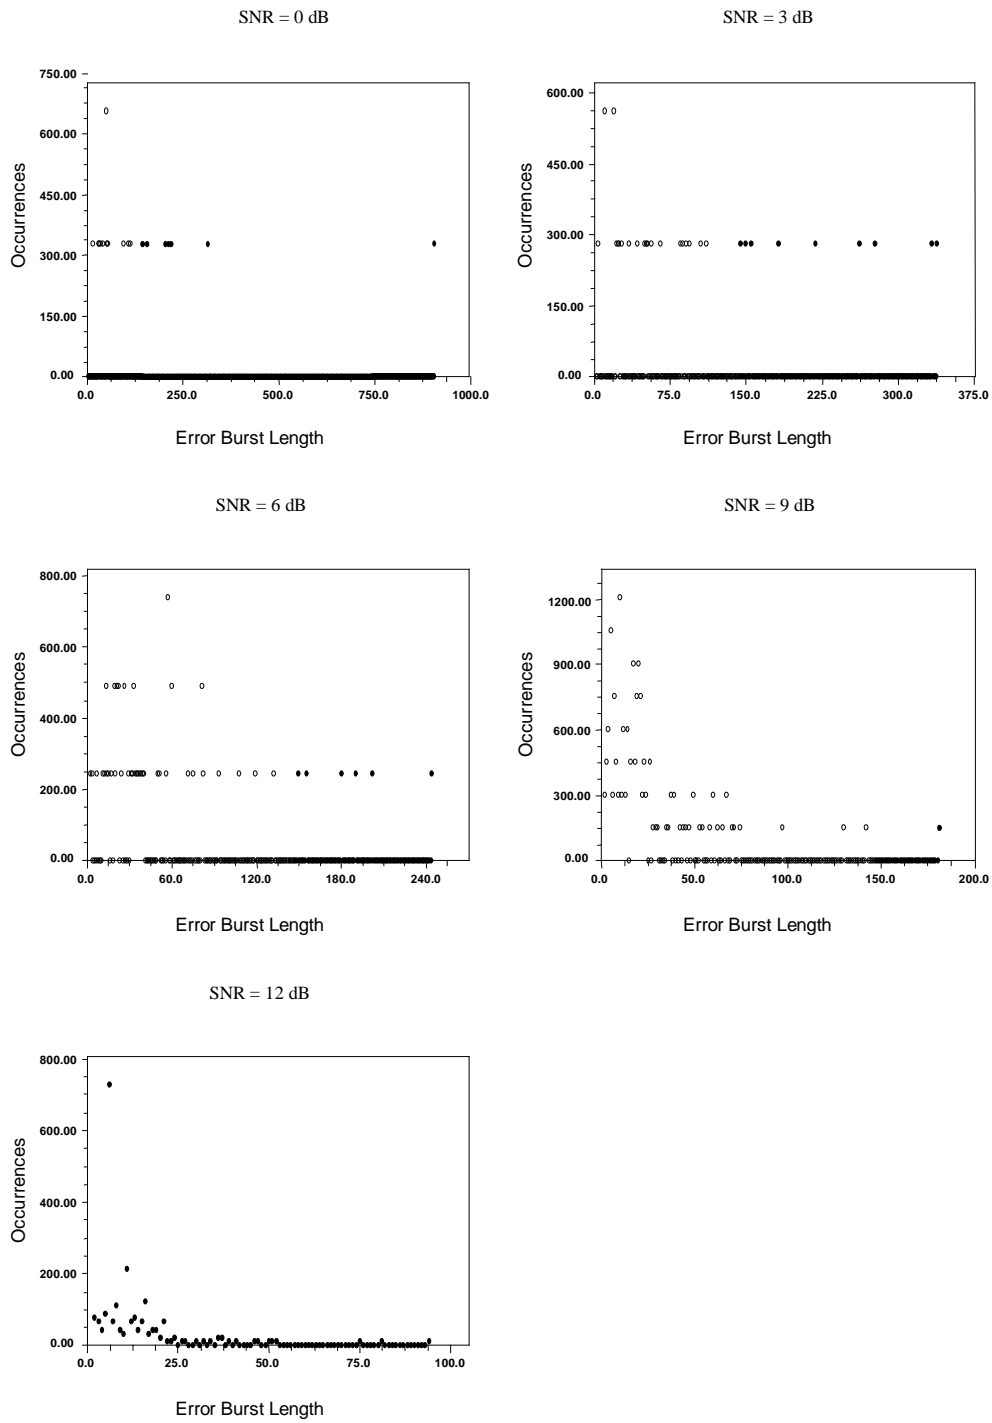 SNR = 0 dB
750.00
600.00
450.00
300.00
150.00
0.00
Occurrences
0.0 250.0 500.0 750.0 1000.0
Error Burst Length
SNR = 3 dB
600.00
450.00
300.00
150.00
0.00
Occurrences
0.0 75.0 150.0 225.0 300.0 375.0
Error Burst Length
SNR = 6 dB
800.00
600.00
400.00
200.00
0.00
Occurrences
0.0 60.0 120.0 180.0 240.0
Error Burst Length
SNR = 9 dB
1200.00
900.00
600.00
300.00
0.00
Occurrences
0.0 50.0 100.0 150.0 200.0
Error Burst Length
SNR = 12 dB
800.00
600.00
400.00
200.00
0.00
Occurrences
0.0 25.0 50.0 75.0 100.0
Error Burst Length